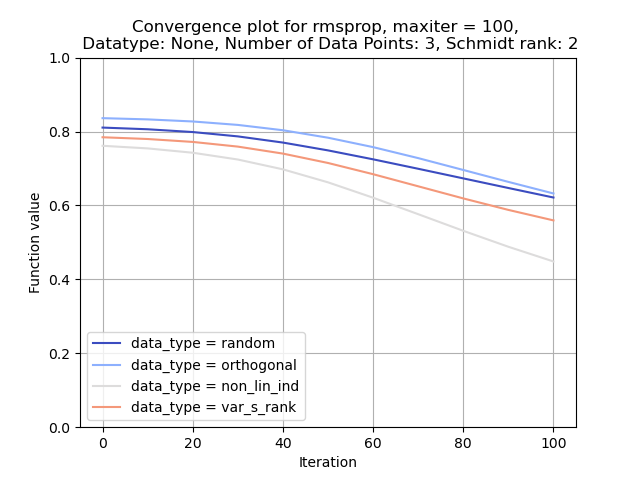 Convergence plot for rmsprop, maxiter = 100,
Datatype: None, Number of Data Points: 3, Schmidt rank: 2
1.0
0.8
0.6
0.4
0.2
0.0
Function value
data_type = random
data_type = orthogonal
data_type = non_lin_ind
data_type = var_s_rank
0 20 40 60 80 100
Iteration